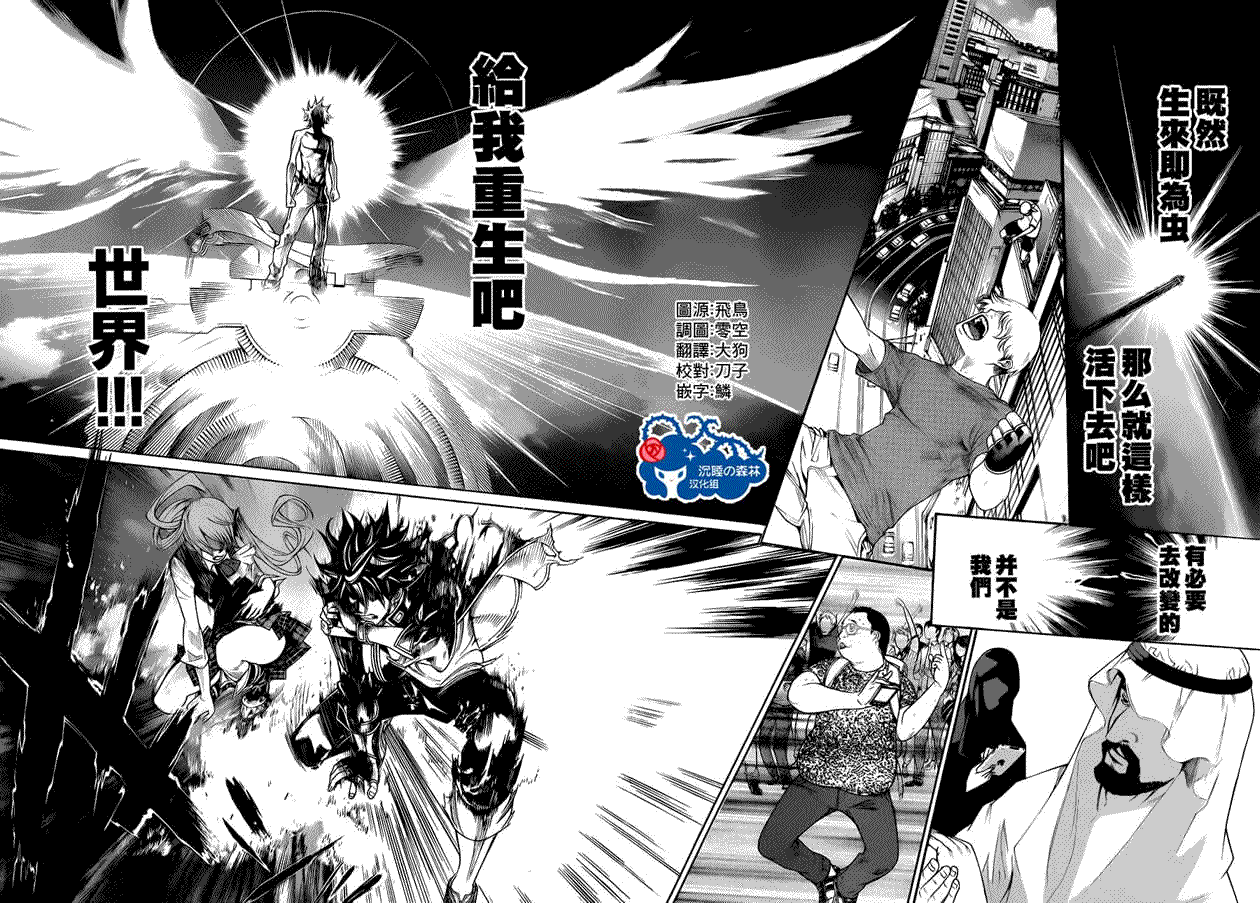 既然
生來即為虫
那么就這樣
活下去吧
有必要
去改變的
并不是
我們
給我重生吧
世界!!!
圖源:飛鳥
調圖:零空
翻譯:大狗
校對:刀子
嵌字:鱗
沉睡の森林
汉化组